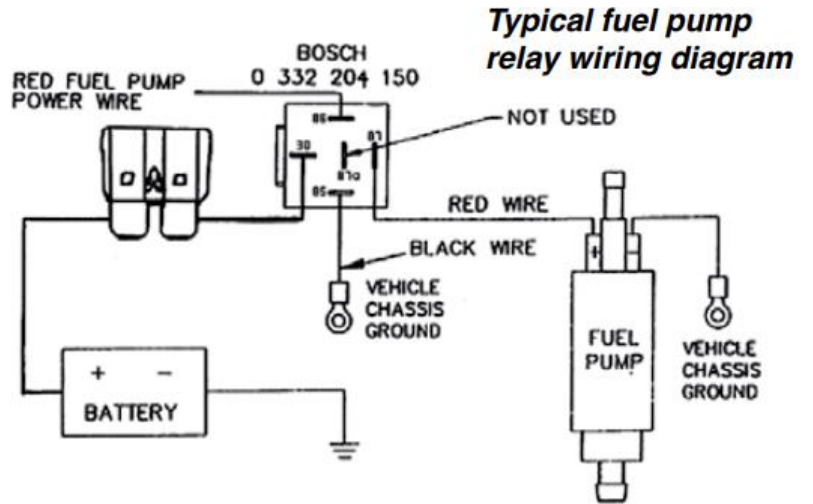 Typical fuel pump
relay wiring diagram
BOSCH
0 332 204 150
RED FUEL PUMP
POWER WIRE
NOT USED
86
30
87
87a
85
RED WIRE
BLACK WIRE
VEHICLE
CHASSIS
GROUND
+ −
BATTERY
+ −
FUEL
PUMP
VEHICLE
CHASSIS
GROUND